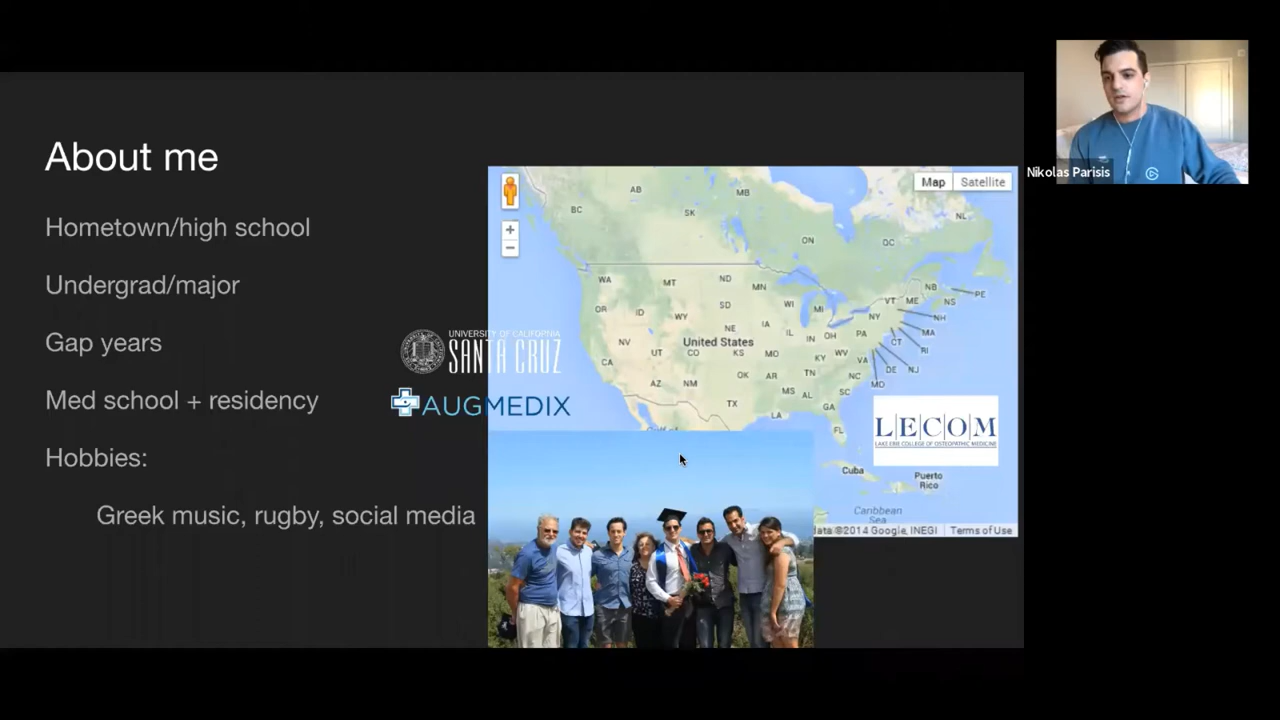 About me
Hometown/high school
Undergrad/major
Gap years
Med school + residency
Hobbies:
Greek music, rugby, social media
UNIVERSITY OF CALIFORNIA
SANTA CRUZ
AUGMEDIX
Map Satellite
+
−
AB
MB
BC
SK
NL
ON
QC
WA
MT
ND
MN
NB
PE
OR
ID
SD
WI
VT
ME
NS
WY
MI
NY
NH
NE
IA
MA
NV
United States
IL
IN
OH
PA
CT
RI
UT
CO
KS
MO
KY
WV
VA
CA
OK
AR
TN
NC
DE
NJ
AZ
NM
MD
MS
AL
SC
TX
GA
LA
FL
Gulf of
LECOM
LAKE ERIE COLLEGE OF OSTEOPATHIC MEDICINE
Cuba
Puerto
Rico
Caribbean
Sea
data ©2014 Google, INEGI
Terms of Use
Nikolas Parisis